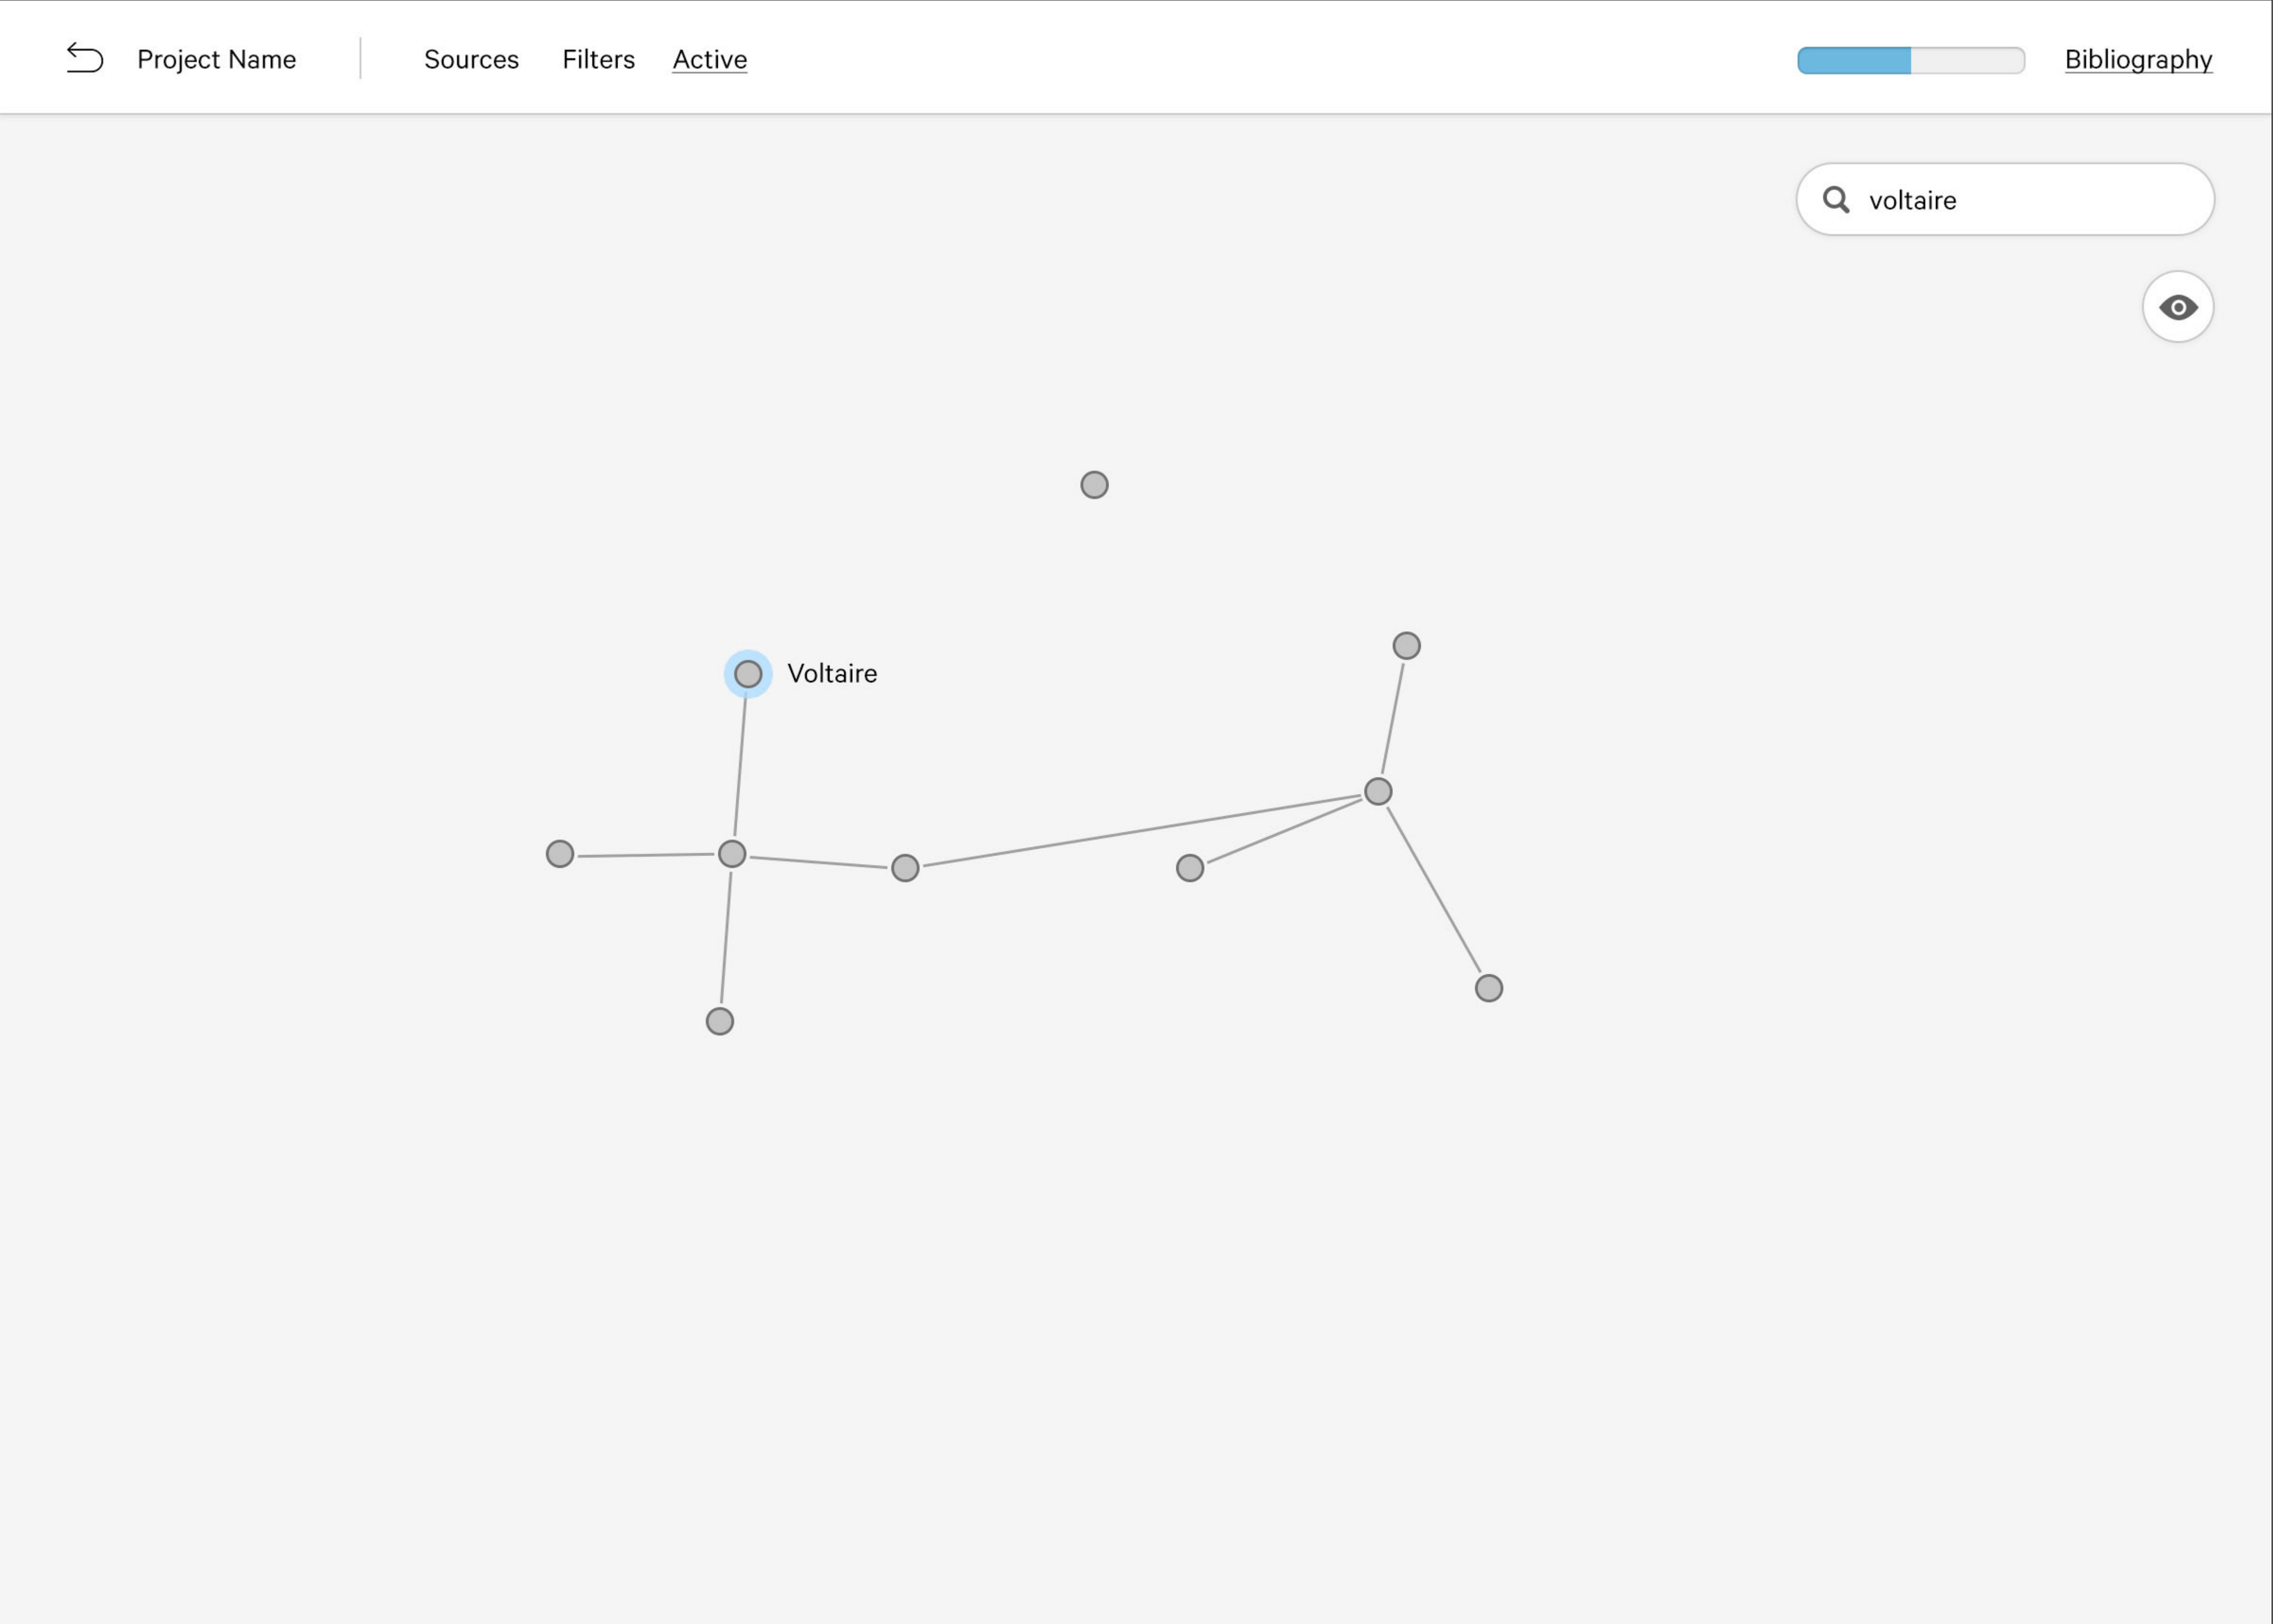 Project Name
Sources
Filters
Active
Bibliography
voltaire
Voltaire